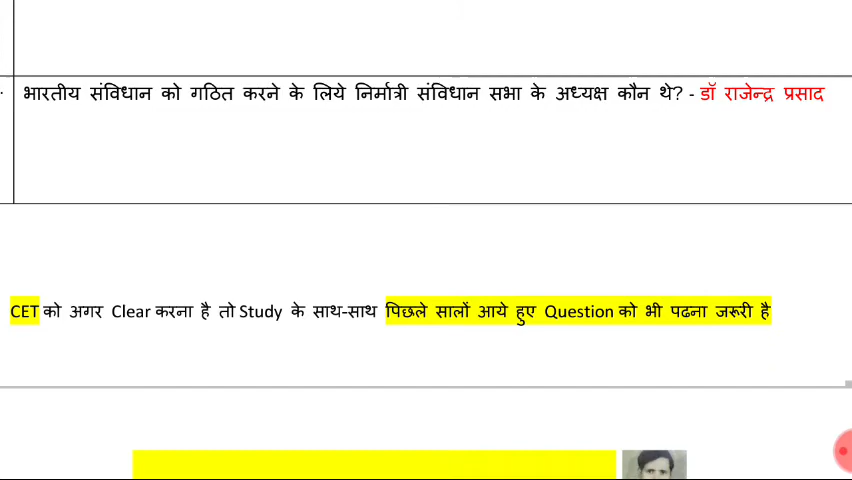 भारतीय संविधान को गठित करने के लिये निर्मात्री संविधान सभा के अध्यक्ष कौन थे? - डॉ राजेन्द्र प्रसाद
CET को अगर Clear करना है तो Study के साथ-साथ पिछले सालों आये हुए Question को भी पढना जरूरी है